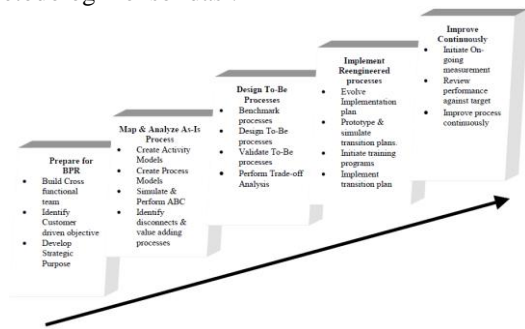 Prepare for
BPR
• Build Cross
functional
team
• Identify
Customer
driven objective
• Develop
Strategic
Purpose
Map & Analyze As-Is
Process
• Create Activity
Models
• Create Process
Models
• Simulate &
Perform ABC
• Identify
disconnects &
value adding
processes
Design To-Be
Processes
• Benchmark
processes
• Design To-Be
processes
• Validate To-Be
processes
• Perform Trade-off
Analysis
Implement
Reengineered
processes
• Evolve
Implementation
plan
• Prototype &
simulate
transition plans.
• Initiate training
programs
• Implement
transition plan
Improve
Continuously
• Initiate On-
going
measurement
• Review
performance
against target
• Improve process
continuously